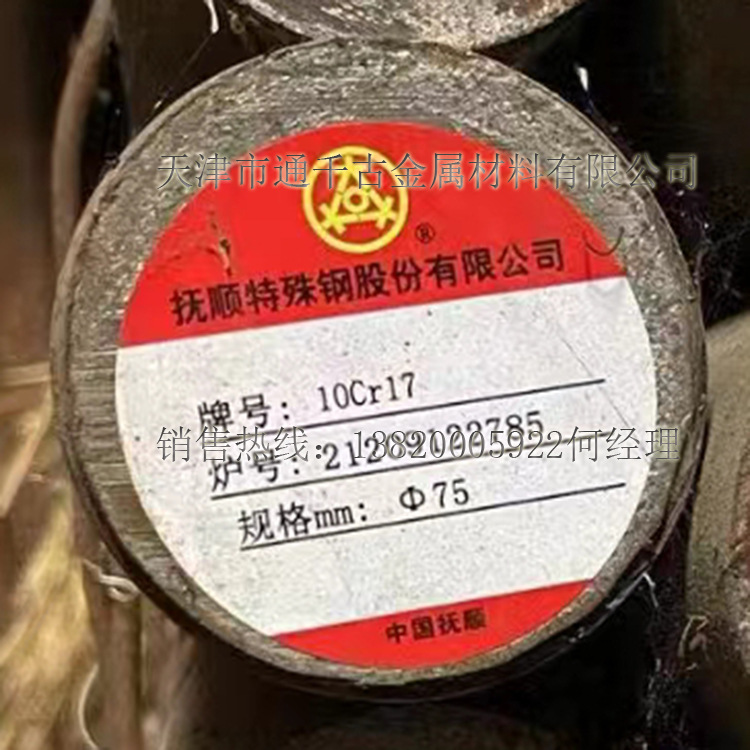 天津市通千古金属材料有限公司
®
抚顺特殊钢股份有限公司
牌号: 10Cr17
销售热线: 13820005922何经理
炉号:
规格mm: Φ75
中国抚顺